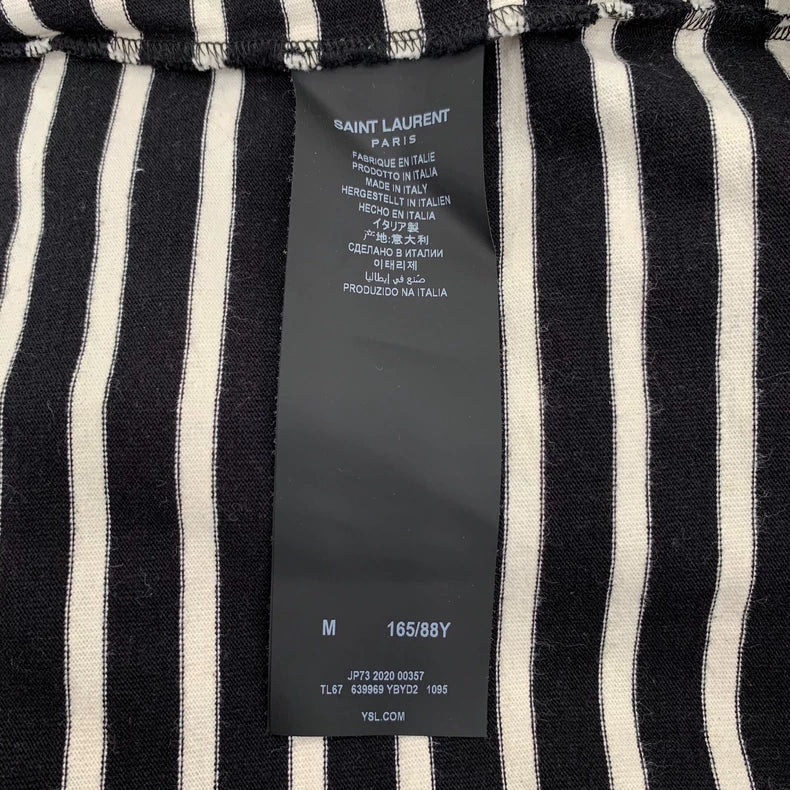 SAINT LAURENT
PARIS
FABRIQUE EN ITALIE
PRODOTTO IN ITALIA
MADE IN ITALY
HERGESTELLT IN ITALIEN
HECHO EN ITALIA
イタリア製
产地:意大利
СДЕЛАНО В ИТАЛИИ
이태리제
صُنع في إيطاليا
PRODUZIDO NA ITALIA
M 165/88Y
JP73 2020 00357
TL67 639969 YBYD2 1095
YSL.COM